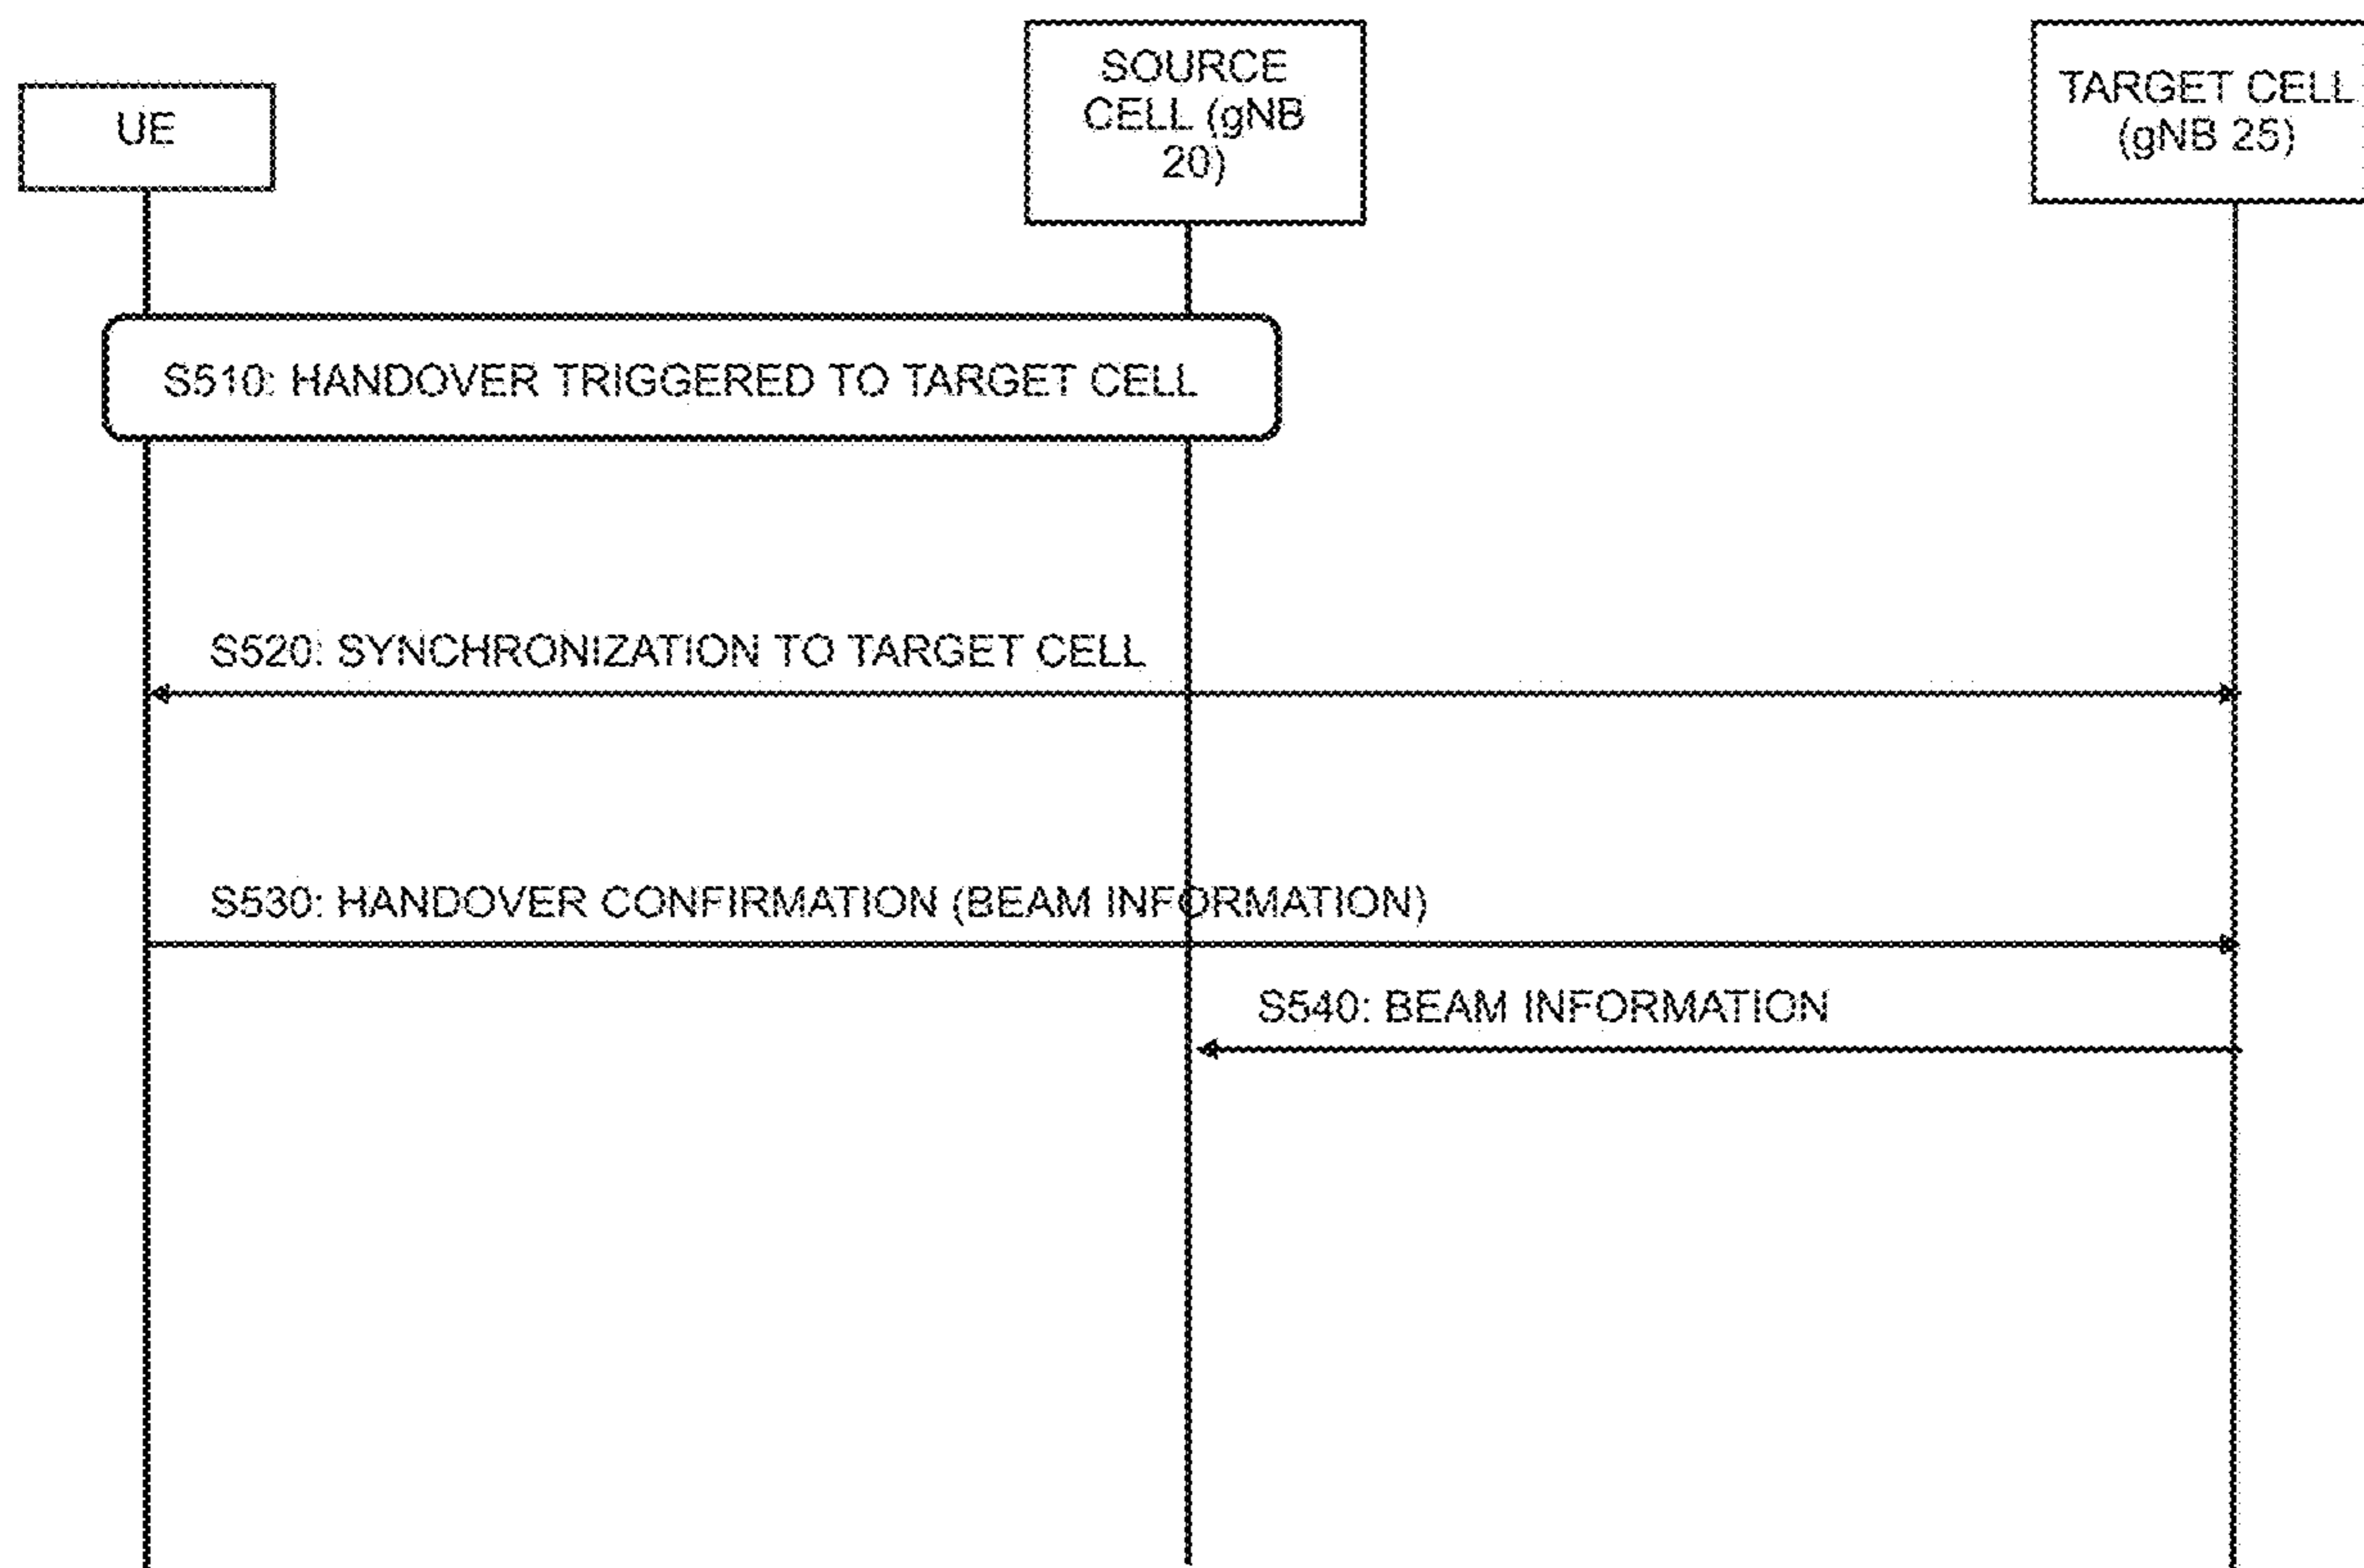 UE
SOURCE
CELL (gNB
20)
TARGET CELL
(gNB 25)
S510: HANDOVER TRIGGERED TO TARGET CELL
S520: SYNCHRONIZATION TO TARGET CELL
S530: HANDOVER CONFIRMATION (BEAM INFORMATION)
S540: BEAM INFORMATION